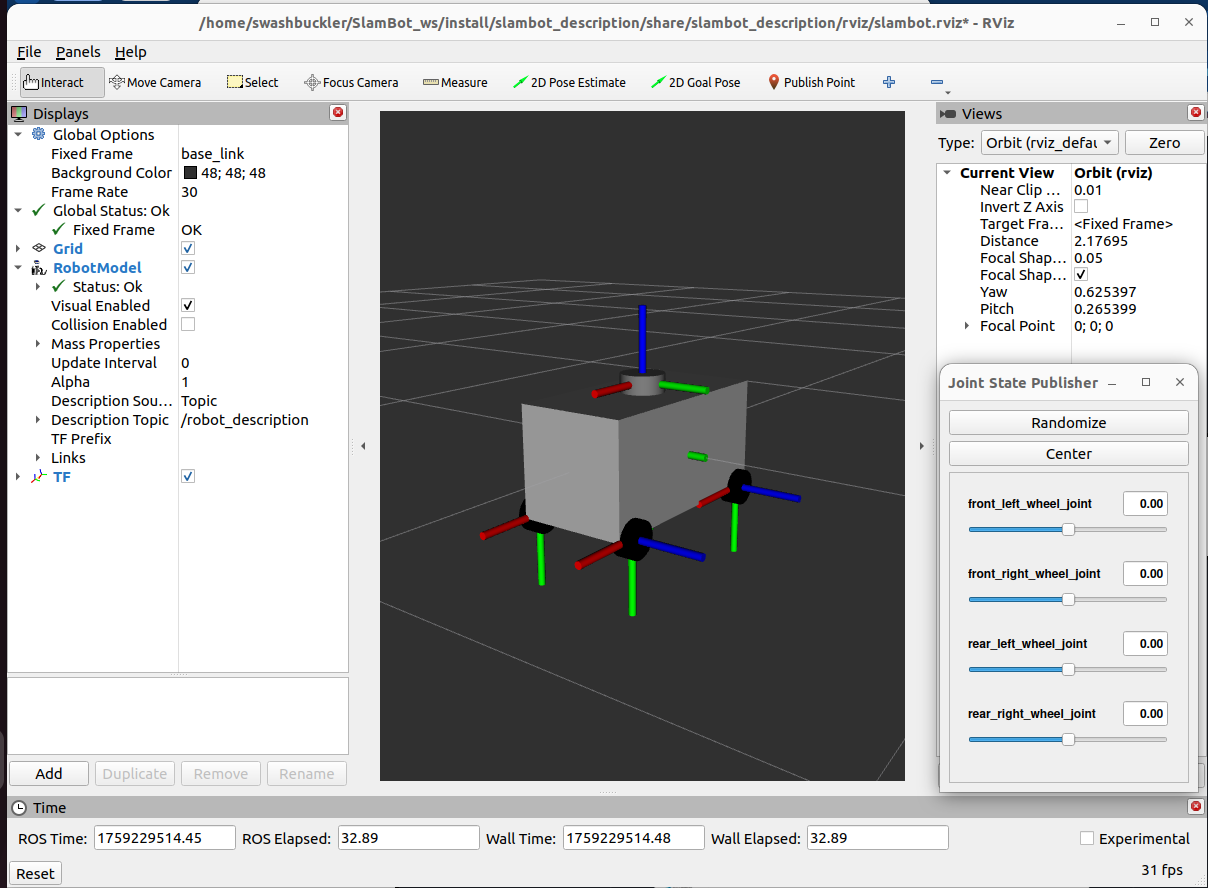 /home/swashbuckler/SlamBot_ws/install/slambot_description/share/slambot_description/rviz/slambot.rviz* - RViz
File Panels Help
Interact Move Camera Select Focus Camera Measure 2D Pose Estimate 2D Goal Pose Publish Point
Displays
Global Options
Fixed Frame base_link
Background Color 48; 48; 48
Frame Rate 30
Global Status: Ok
Fixed Frame OK
Grid
RobotModel
Status: Ok
Visual Enabled
Collision Enabled
Mass Properties
Update Interval 0
Alpha 1
Description Sou... Topic
Description Topic /robot_description
TF Prefix
Links
TF
Add Duplicate Remove Rename
Views
Type: Orbit (rviz_defau Zero
Current View Orbit (rviz)
Near Clip ... 0.01
Invert Z Axis
Target Fra... <Fixed Frame>
Distance 2.17695
Focal Shap... 0.05
Focal Shap...
Yaw 0.625397
Pitch 0.265399
Focal Point 0; 0; 0
Joint State Publisher
Randomize
Center
front_left_wheel_joint 0.00
front_right_wheel_joint 0.00
rear_left_wheel_joint 0.00
rear_right_wheel_joint 0.00
Time
ROS Time: 1759229514.45 ROS Elapsed: 32.89 Wall Time: 1759229514.48 Wall Elapsed: 32.89 Experimental
Reset 31 fps